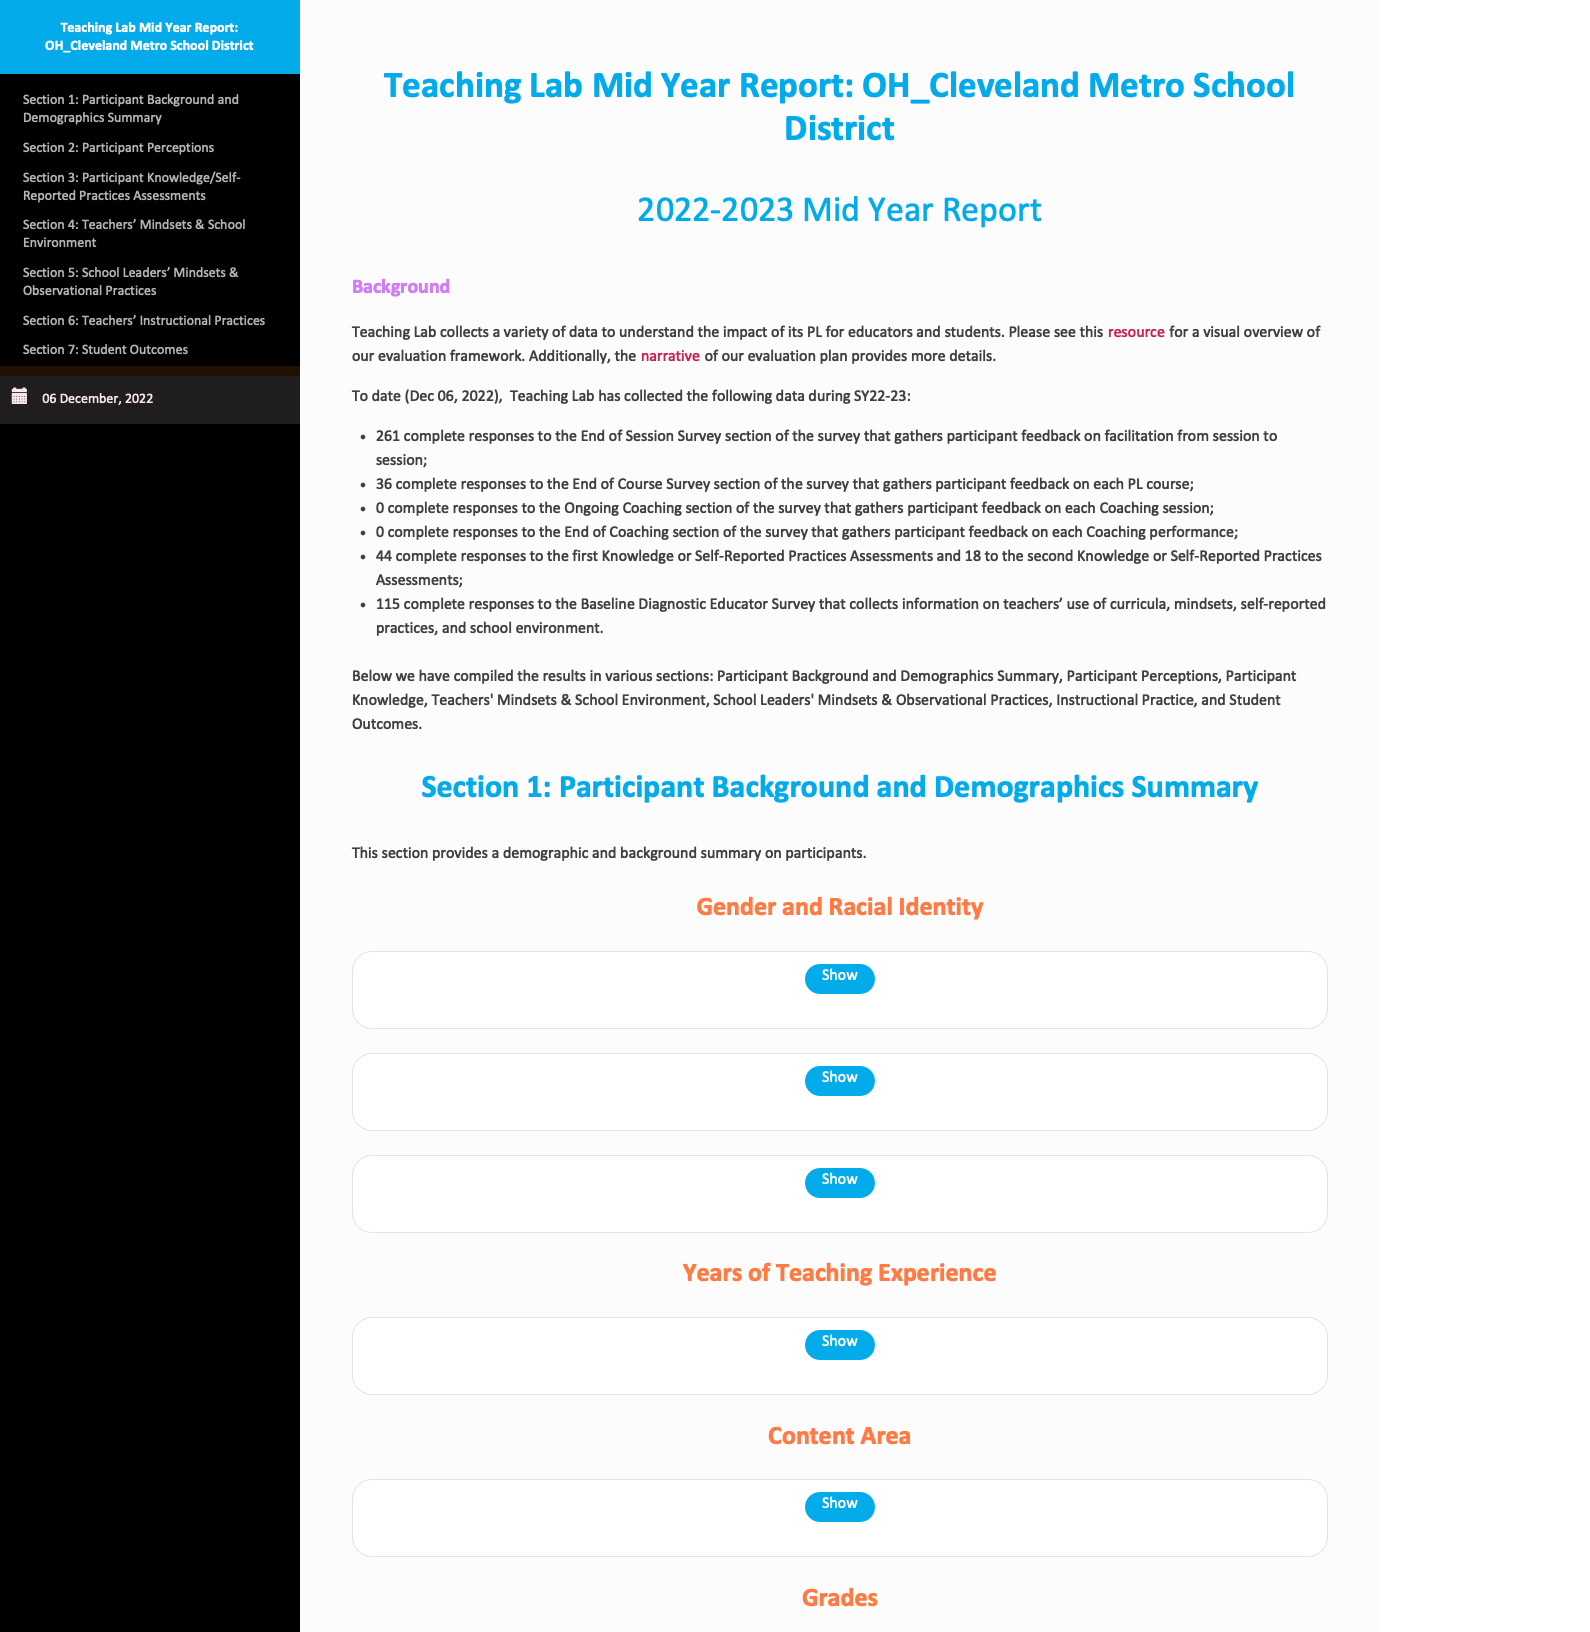 Teaching Lab Mid Year Report:
OH_Cleveland Metro School District
Section 1: Participant Background and
Demographics Summary
Section 2: Participant Perceptions
Section 3: Participant Knowledge/Self-
Reported Practices Assessments
Section 4: Teachers’ Mindsets & School
Environment
Section 5: School Leaders’ Mindsets &
Observational Practices
Section 6: Teachers’ Instructional Practices
Section 7: Student Outcomes
06 December, 2022
Teaching Lab Mid Year Report: OH_Cleveland Metro School
District
2022-2023 Mid Year Report
Background
Teaching Lab collects a variety of data to understand the impact of its PL for educators and students. Please see this resource for a visual overview of
our evaluation framework. Additionally, the narrative of our evaluation plan provides more details.
To date (Dec 06, 2022),  Teaching Lab has collected the following data during SY22-23:
• 261 complete responses to the End of Session Survey section of the survey that gathers participant feedback on facilitation from session to
session;
• 36 complete responses to the End of Course Survey section of the survey that gathers participant feedback on each PL course;
• 0 complete responses to the Ongoing Coaching section of the survey that gathers participant feedback on each Coaching session;
• 0 complete responses to the End of Coaching section of the survey that gathers participant feedback on each Coaching performance;
• 44 complete responses to the first Knowledge or Self-Reported Practices Assessments and 18 to the second Knowledge or Self-Reported Practices
Assessments;
• 115 complete responses to the Baseline Diagnostic Educator Survey that collects information on teachers’ use of curricula, mindsets, self-reported
practices, and school environment.
Below we have compiled the results in various sections: Participant Background and Demographics Summary, Participant Perceptions, Participant
Knowledge, Teachers' Mindsets & School Environment, School Leaders' Mindsets & Observational Practices, Instructional Practice, and Student
Outcomes.
Section 1: Participant Background and Demographics Summary
This section provides a demographic and background summary on participants.
Gender and Racial Identity
Show
Show
Show
Years of Teaching Experience
Show
Content Area
Show
Grades